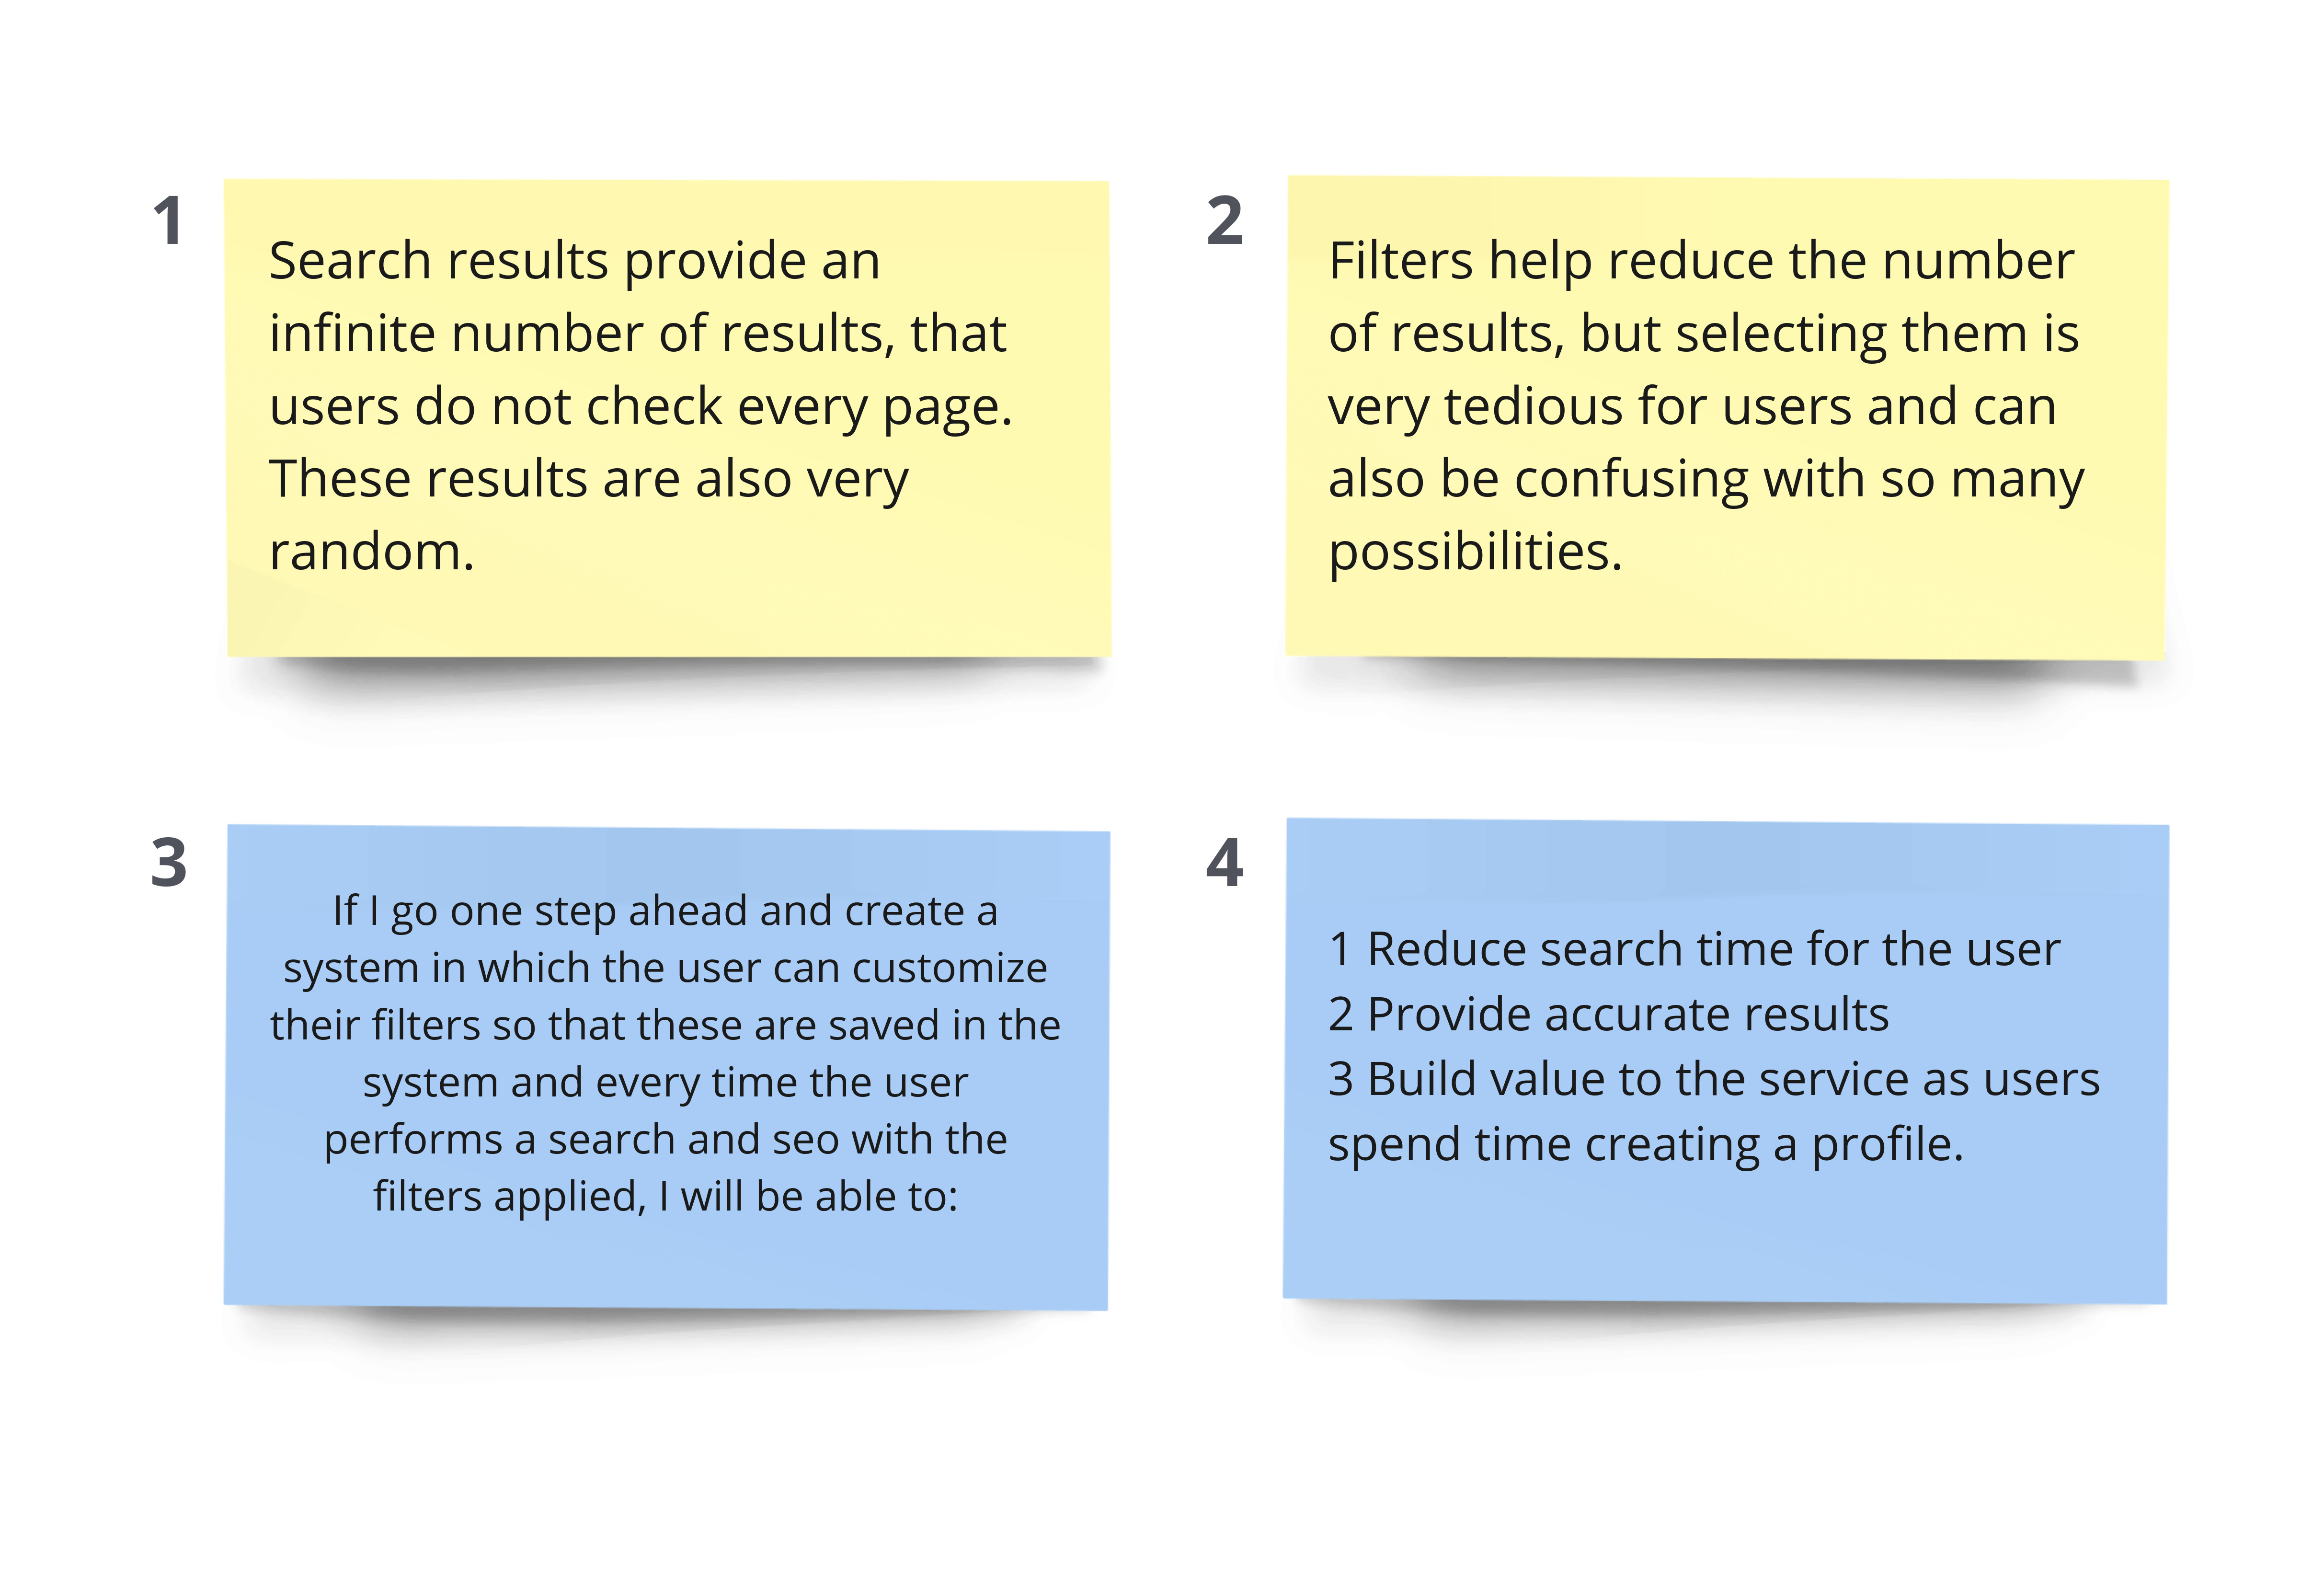 1
Search results provide an
infinite number of results, that
users do not check every page.
These results are also very
random.
2
Filters help reduce the number
of results, but selecting them is
very tedious for users and can
also be confusing with so many
possibilities.
3
If I go one step ahead and create a
system in which the user can customize
their filters so that these are saved in the
system and every time the user
performs a search and seo with the
filters applied, I will be able to:
4
1 Reduce search time for the user
2 Provide accurate results
3 Build value to the service as users
spend time creating a profile.